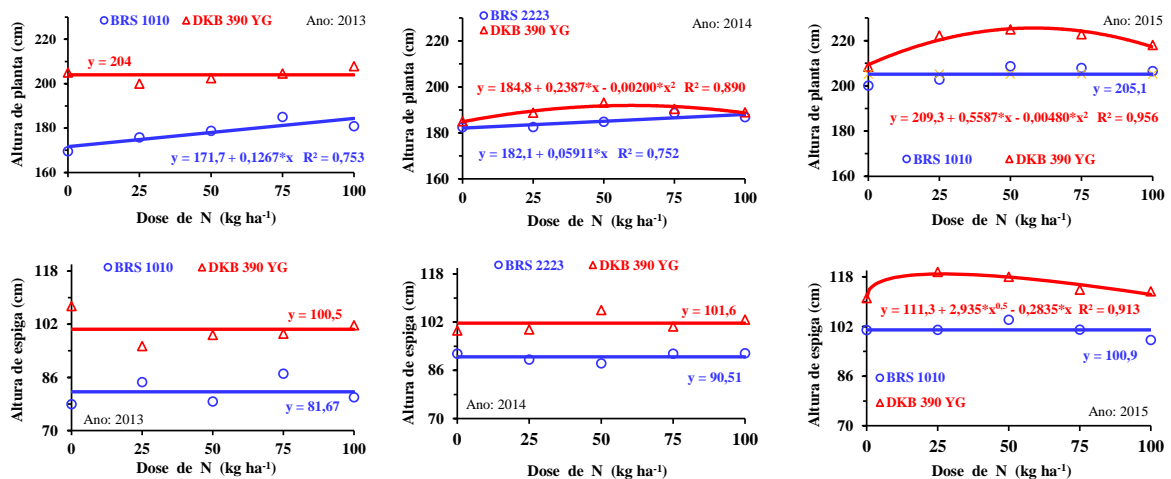 BRS 1010 DKB 390 YG
Ano: 2013
Altura de planta (cm)
220
200
180
160
y = 204
y = 171,7 + 0,1267*x R² = 0,753
0 25 50 75 100
Dose de N (kg ha⁻¹)
BRS 2223
DKB 390 YG
Ano: 2014
Altura de planta (cm)
220
200
180
160
y = 184,8 + 0,2387*x - 0,00200*x² R² = 0,890
y = 182,1 + 0,05911*x R² = 0,752
0 25 50 75 100
Dose de N (kg ha⁻¹)
Ano: 2015
Altura de planta (cm)
220
200
180
160
y = 205,1
y = 209,3 + 0,5587*x - 0,00480*x² R² = 0,956
BRS 1010 DKB 390 YG
0 25 50 75 100
Dose de N (kg ha⁻¹)
BRS 1010 DKB 390 YG
Altura de espiga (cm)
118
102
86
70
y = 100,5
y = 81,67
Ano: 2013
0 25 50 75 100
Dose de N (kg ha⁻¹)
BRS 2223 DKB 390 YG
Altura de espiga (cm)
118
102
86
70
y = 101,6
y = 90,51
Ano: 2014
0 25 50 75 100
Dose de N (kg ha⁻¹)
Altura de espiga (cm)
118
102
86
70
y = 111,3 + 2,935*x⁰·⁵ - 0,2835*x R² = 0,913
y = 100,9
BRS 1010
DKB 390 YG
Ano: 2015
0 25 50 75 100
Dose de N (kg ha⁻¹)